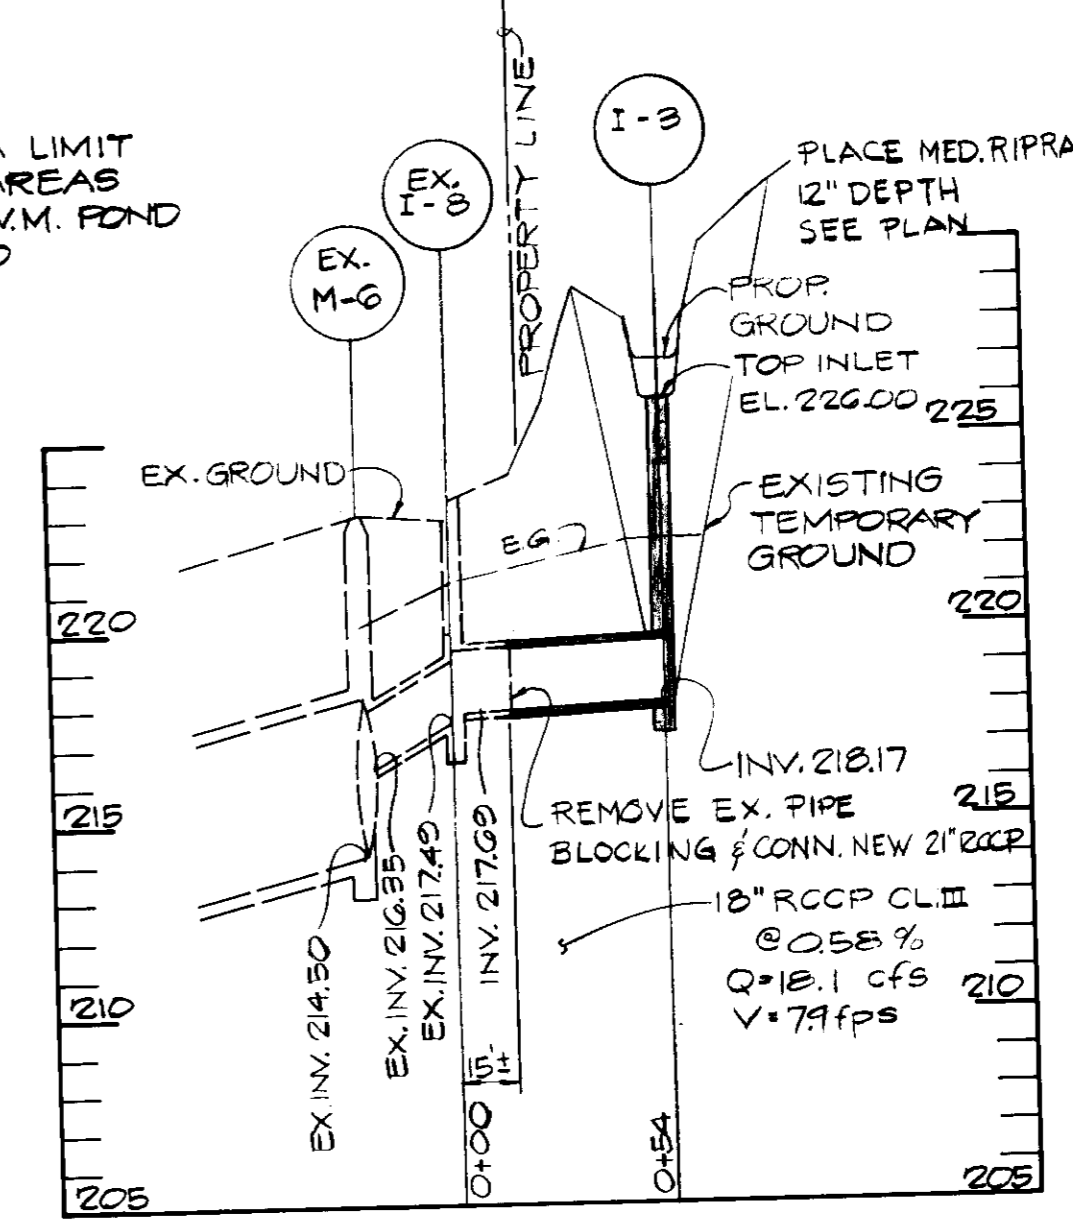 LIMIT
AREAS
W.M. POND
EX.
M-6
EX.
I-8
PROPERTY LINE
I-3
PLACE MED. RIPRA
12" DEPTH
SEE PLAN
PROP.
GROUND
TOP INLET
EL. 226.00
225
EX. GROUND
E.G.
EXISTING
TEMPORARY
GROUND
220
220
INV. 218.17
215
215
REMOVE EX. PIPE
BLOCKING & CONN. NEW 21" RCCP
18" RCCP CL. III
@ 0.58 %
Q=18.1 cfs
V=7.9 fps
210
210
EX. INV. 214.50
EX. INV. 216.35
EX. INV. 217.49
INV. 217.69
15'±
0+00
0+54
205
205